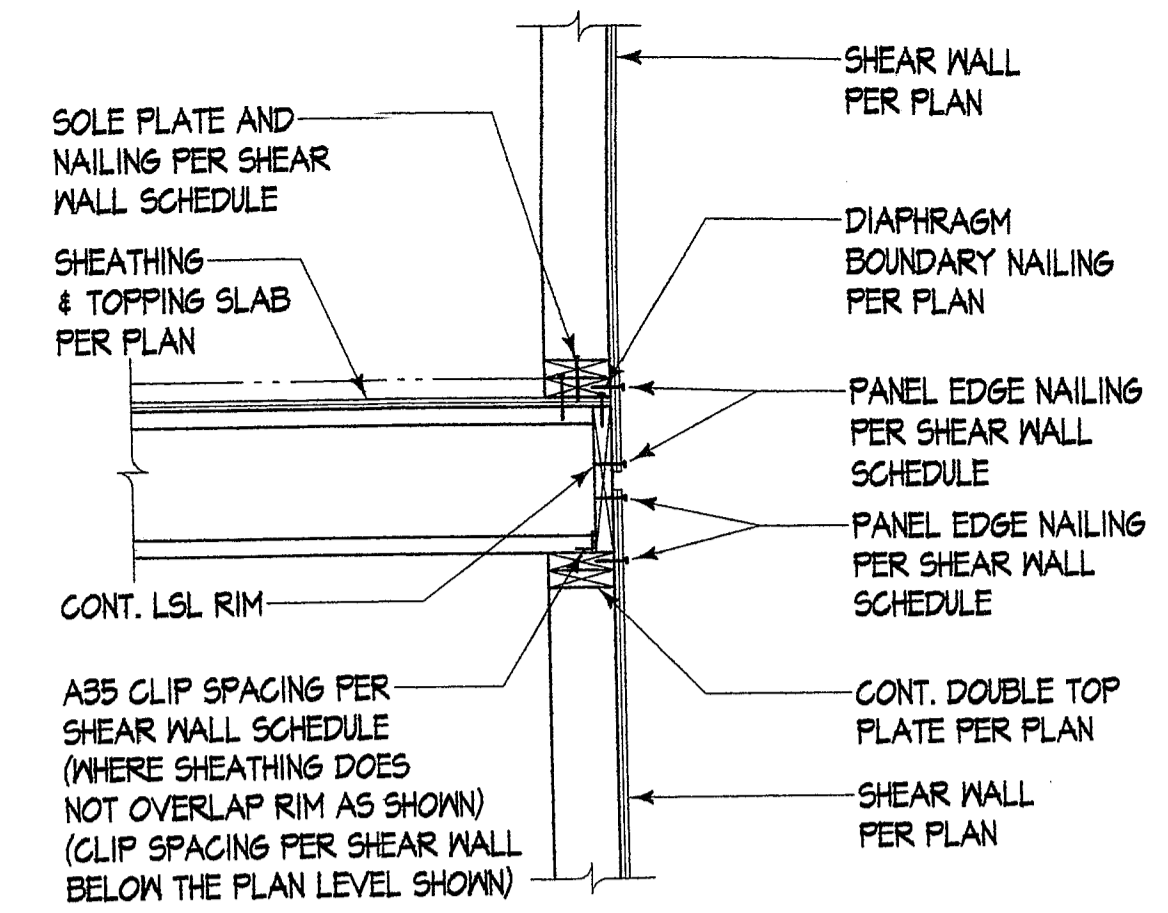 SOLE PLATE AND
NAILING PER SHEAR
WALL SCHEDULE
SHEATHING
& TOPPING SLAB
PER PLAN
CONT. LSL RIM
A35 CLIP SPACING PER
SHEAR WALL SCHEDULE
(WHERE SHEATHING DOES
NOT OVERLAP RIM AS SHOWN)
(CLIP SPACING PER SHEAR WALL
BELOW THE PLAN LEVEL SHOWN)
SHEAR WALL
PER PLAN
DIAPHRAGM
BOUNDARY NAILING
PER PLAN
PANEL EDGE NAILING
PER SHEAR WALL
SCHEDULE
PANEL EDGE NAILING
PER SHEAR WALL
SCHEDULE
CONT. DOUBLE TOP
PLATE PER PLAN
SHEAR WALL
PER PLAN